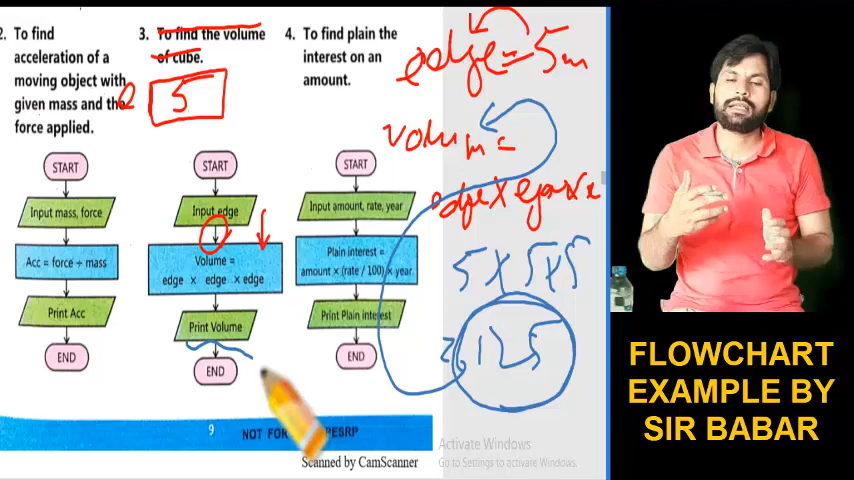 2. To find
acceleration of a
moving object with
given mass and the
force applied.
START
Input mass, force
Acc = force ÷ mass
Print Acc
END
3. To find the volume
of cube.
5
START
Input edge
Volume =
edge × edge × edge
Print Volume
END
4. To find plain the
interest on an
amount.
START
Input amount, rate, year
Plain interest =
amount × (rate / 100) × year
Print Plain interest
END
edge = 5m
volum =
5 × 5 × 5
125
9
NOT FOR
PESRP
Scanned by CamScanner
Activate Windows
Go to Settings to activate Windows.
FLOWCHART
EXAMPLE BY
SIR BABAR